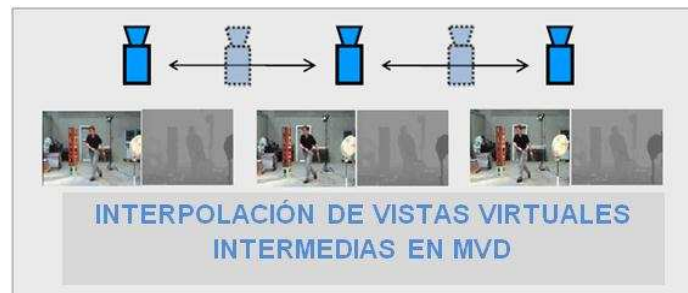 INTERPOLACIÓN DE VISTAS VIRTUALES
INTERMEDIAS EN MVD